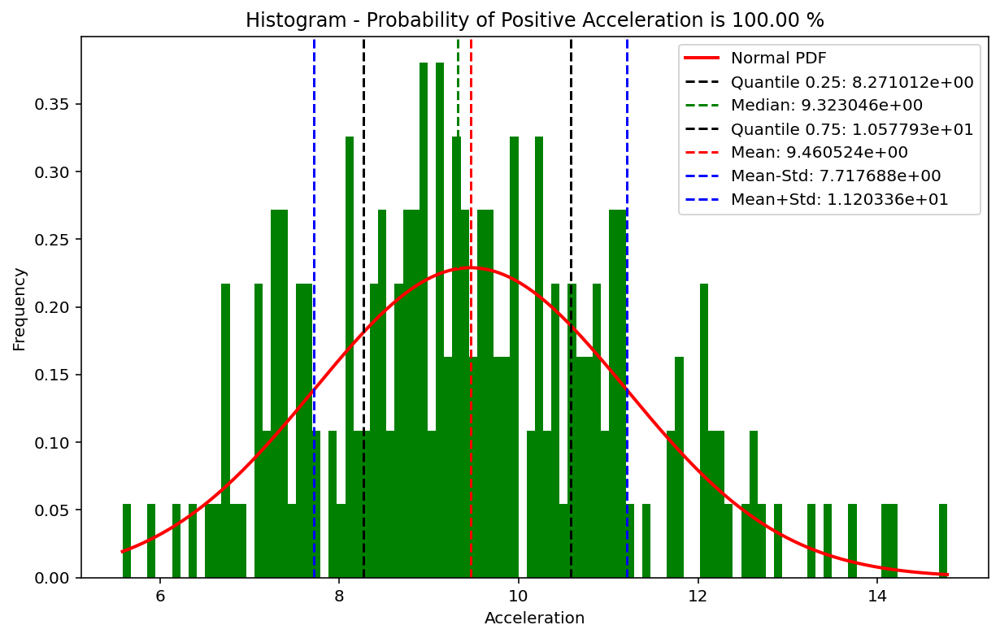 Histogram - Probability of Positive Acceleration is 100.00 %
Normal PDF
Quantile 0.25: 8.271012e+00
Median: 9.323046e+00
Quantile 0.75: 1.057793e+01
Mean: 9.460524e+00
Mean-Std: 7.717688e+00
Mean+Std: 1.120336e+01
Frequency
0.35
0.30
0.25
0.20
0.15
0.10
0.05
0.00
6
8
10
12
14
Acceleration